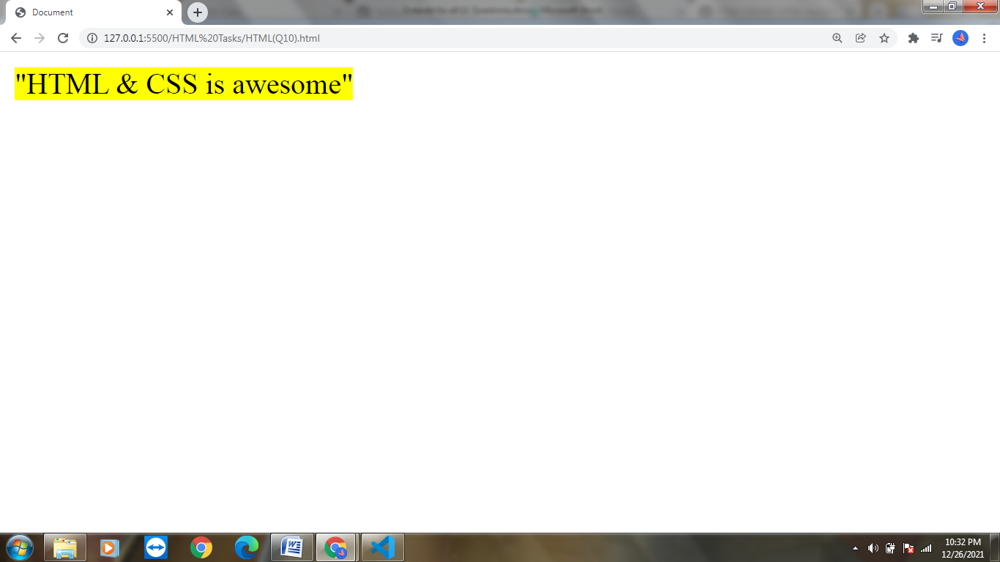 Document
127.0.0.1:5500/HTML%20Tasks/HTML(Q10).html
"HTML & CSS is awesome"
10:32 PM
12/26/2021